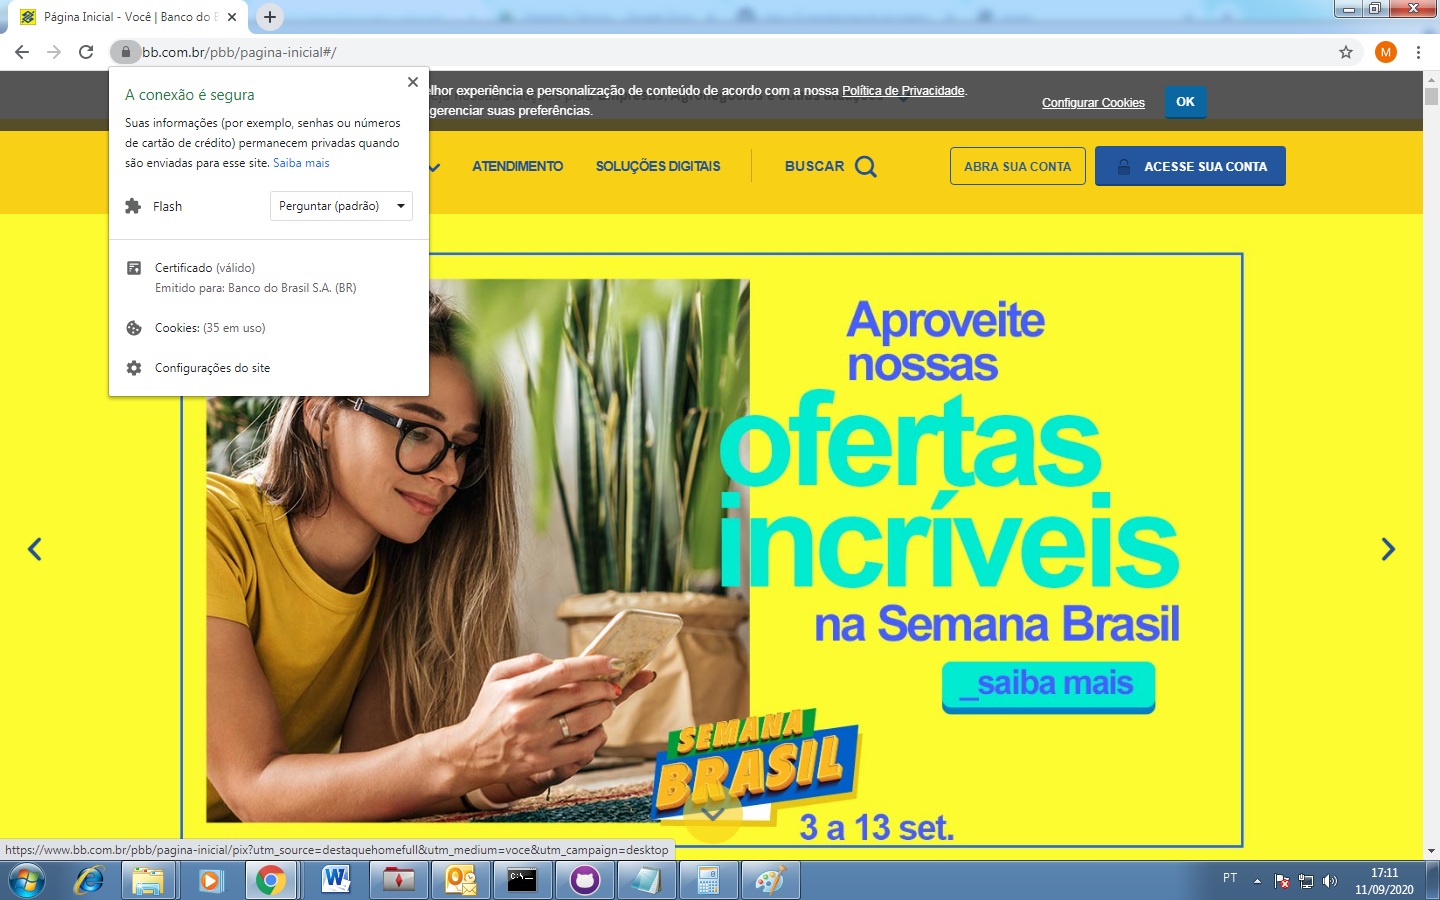 Página Inicial - Você | Banco do B
bb.com.br/pbb/pagina-inicial#/
M
A conexão é segura
Suas informações (por exemplo, senhas ou números
de cartão de crédito) permanecem privadas quando
são enviadas para esse site. Saiba mais
Flash
Perguntar (padrão)
Certificado (válido)
Emitido para: Banco do Brasil S.A. (BR)
Cookies: (35 em uso)
Configurações do site
elhor experiência e personalização de conteúdo de acordo com a nossa Política de Privacidade.
gerenciar suas preferências.
Configurar Cookies
OK
ATENDIMENTO
SOLUÇÕES DIGITAIS
BUSCAR
ABRA SUA CONTA
ACESSE SUA CONTA
Aproveite
nossas
ofertas
incríveis
na Semana Brasil
_saiba mais
SEMANA
BRASIL
3 a 13 set.
https://www.bb.com.br/pbb/pagina-inicial/pix?utm_source=destaquehomefull&utm_medium=voce&utm_campaign=desktop
PT
17:11
11/09/2020